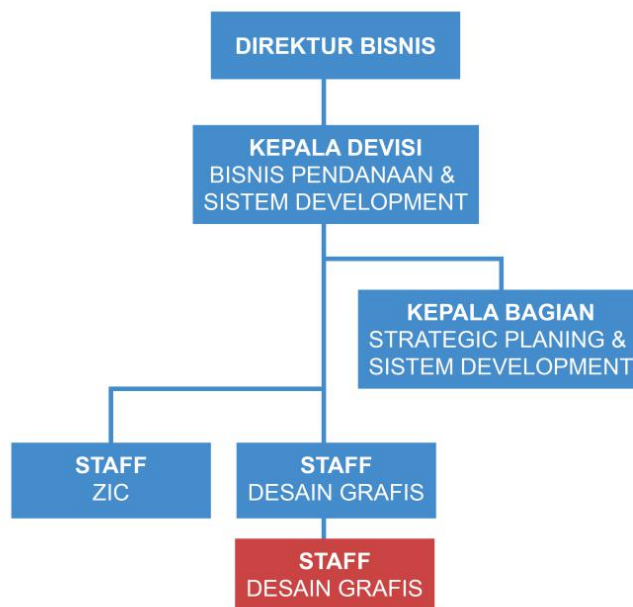 DIREKTUR BISNIS
KEPALA DEVISI
BISNIS PENDANAAN &
SISTEM DEVELOPMENT
KEPALA BAGIAN
STRATEGIC PLANING &
SISTEM DEVELOPMENT
STAFF
ZIC
STAFF
DESAIN GRAFIS
STAFF
DESAIN GRAFIS